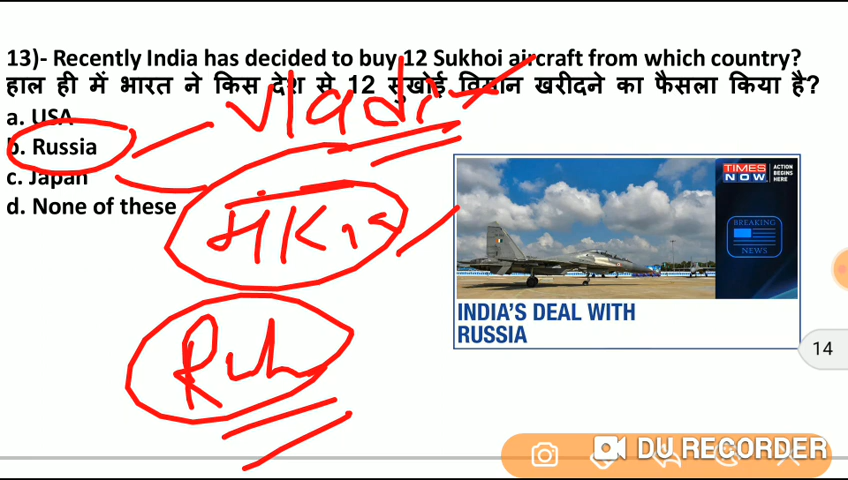 13)- Recently India has decided to buy 12 Sukhoi aircraft from which country?
हाल ही में भारत ने किस देश से 12 सुखोई विमान खरीदने का फैसला किया है?
a. USA
b. Russia
c. Japan
d. None of these
Vladi
TIMES NOW
ACTION BEGINS HERE
BREAKING NEWS
INDIA'S DEAL WITH
RUSSIA
14
DU RECORDER